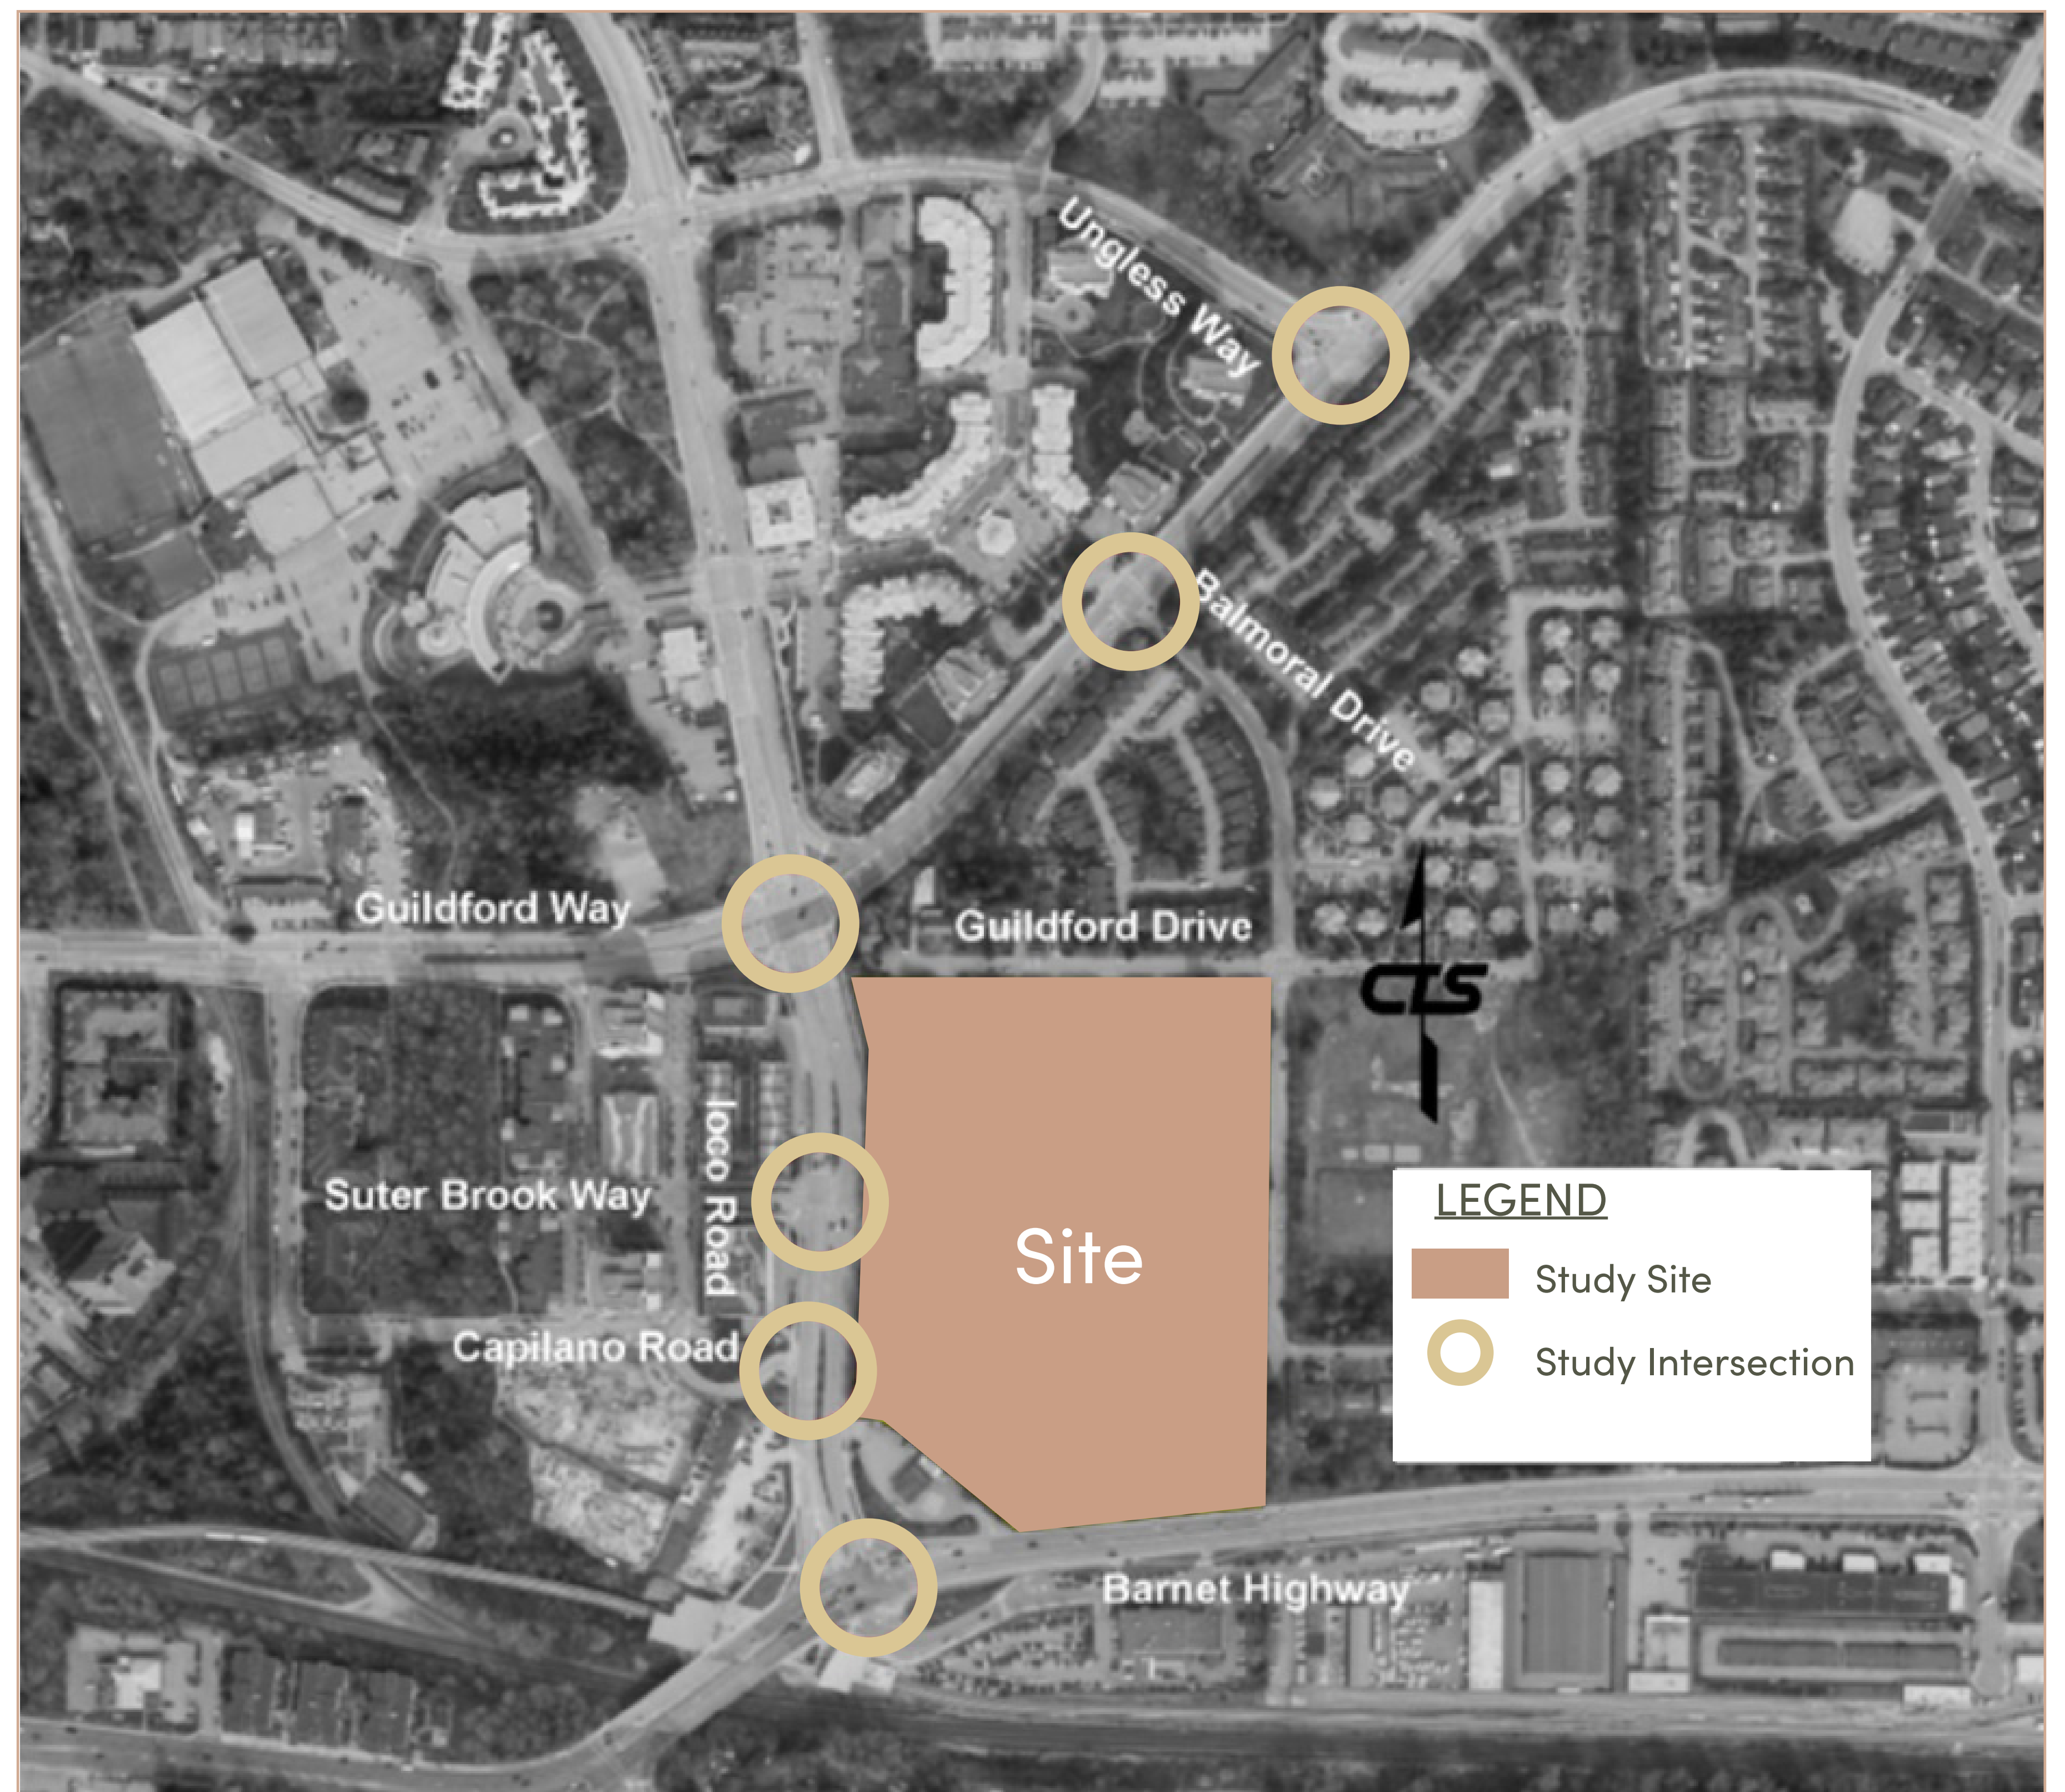 Ungless Way
Balmoral Drive
Guildford Way
Guildford Drive
CTS
Ioco Road
Suter Brook Way
Site
Capilano Road
LEGEND
Study Site
Study Intersection
Barnet Highway